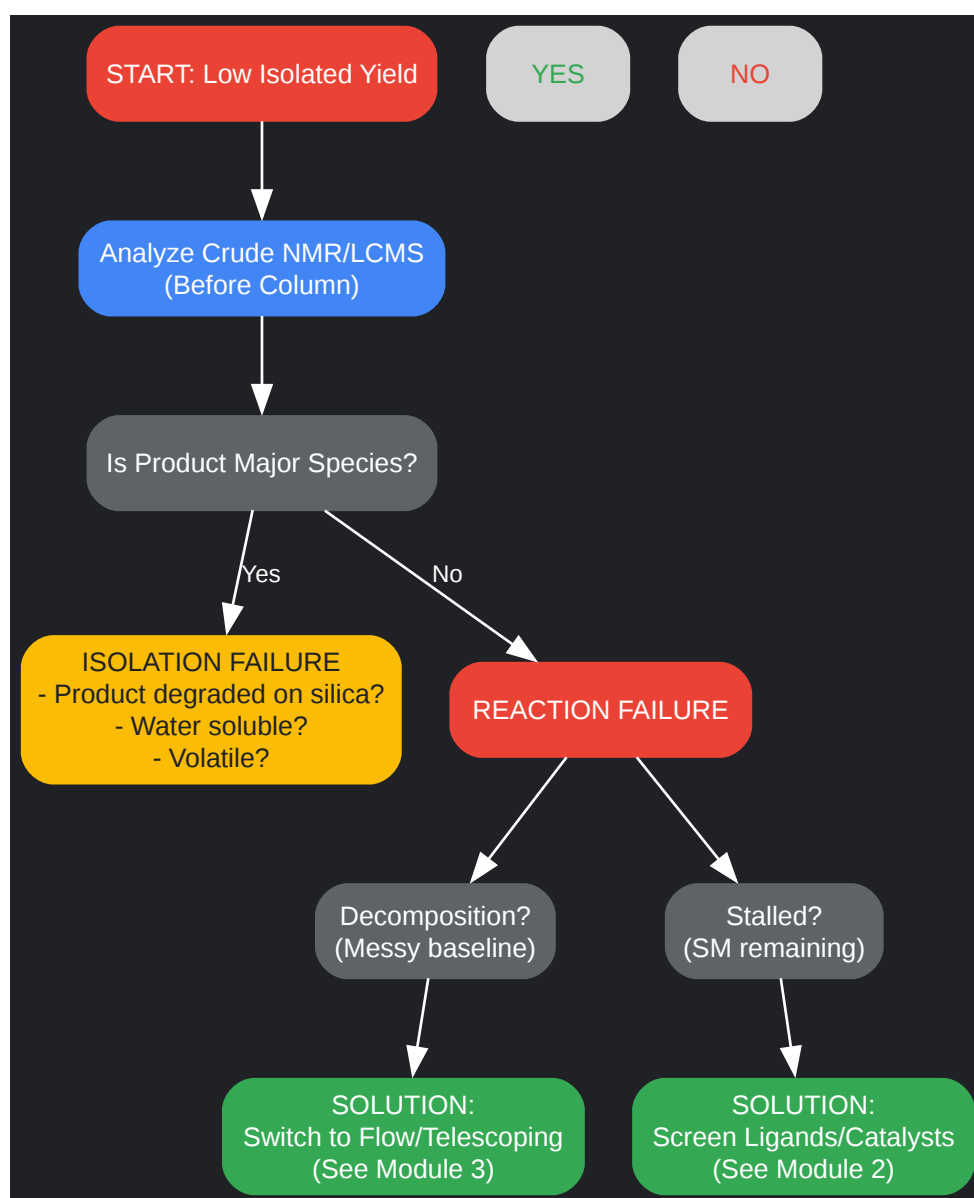 START: Low Isolated Yield
YES
NO
Analyze Crude NMR/LCMS
(Before Column)
Is Product Major Species?
Yes
No
ISOLATION FAILURE
- Product degraded on silica?
- Water soluble?
- Volatile?
REACTION FAILURE
Decomposition?
(Messy baseline)
Stalled?
(SM remaining)
SOLUTION:
Switch to Flow/Telescoping
(See Module 3)
SOLUTION:
Screen Ligands/Catalysts
(See Module 2)